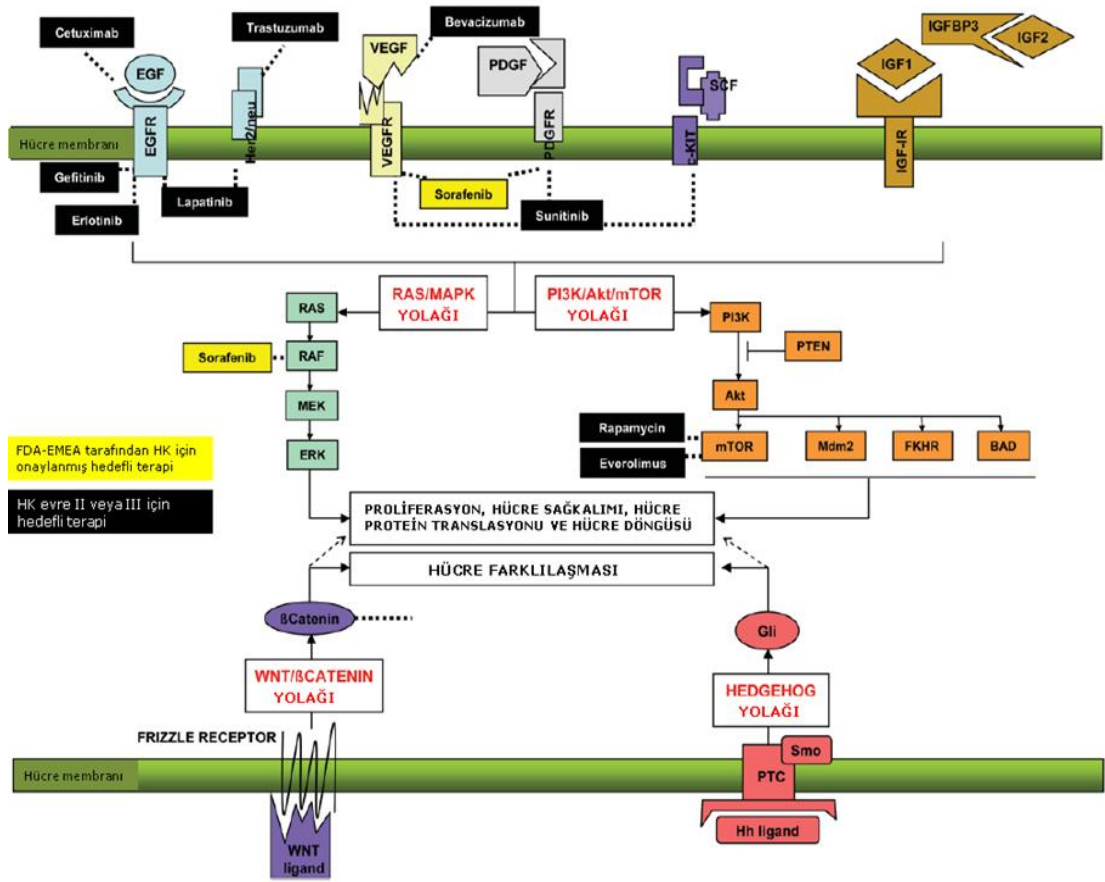 Cetuximab
Trastuzumab
Bevacizumab
EGF
VEGF
PDGF
SCF
IGF1
IGFBP3
IGF2
Hücre membranı
EGFR
Her2/neu
VEGFR
PDGFR
c-KIT
IGF-IR
Gefitinib
Erlotinib
Lapatinib
Sorafenib
Sunitinib
RAS/MAPK
YOLAĞI
PI3K/Akt/mTOR
YOLAĞI
RAS
PI3K
Sorafenib
RAF
PTEN
MEK
Akt
ERK
Rapamycin
Everolimus
mTOR
Mdm2
FKHR
BAD
FDA-EMEA tarafından HK için
onaylanmış hedefli terapi
HK evre II veya III için
hedefli terapi
PROLİFERASYON, HÜCRE SAĞKALIMI, HÜCRE
PROTEİN TRANSLASYONU VE HÜCRE DÖNGÜSÜ
HÜCRE FARKLILAŞMASI
ßCatenin
Gli
WNT/ßCATENIN
YOLAĞI
HEDGEHOG
YOLAĞI
FRIZZLE RECEPTOR
Smo
Hücre membranı
PTC
Hh ligand
WNT
ligand